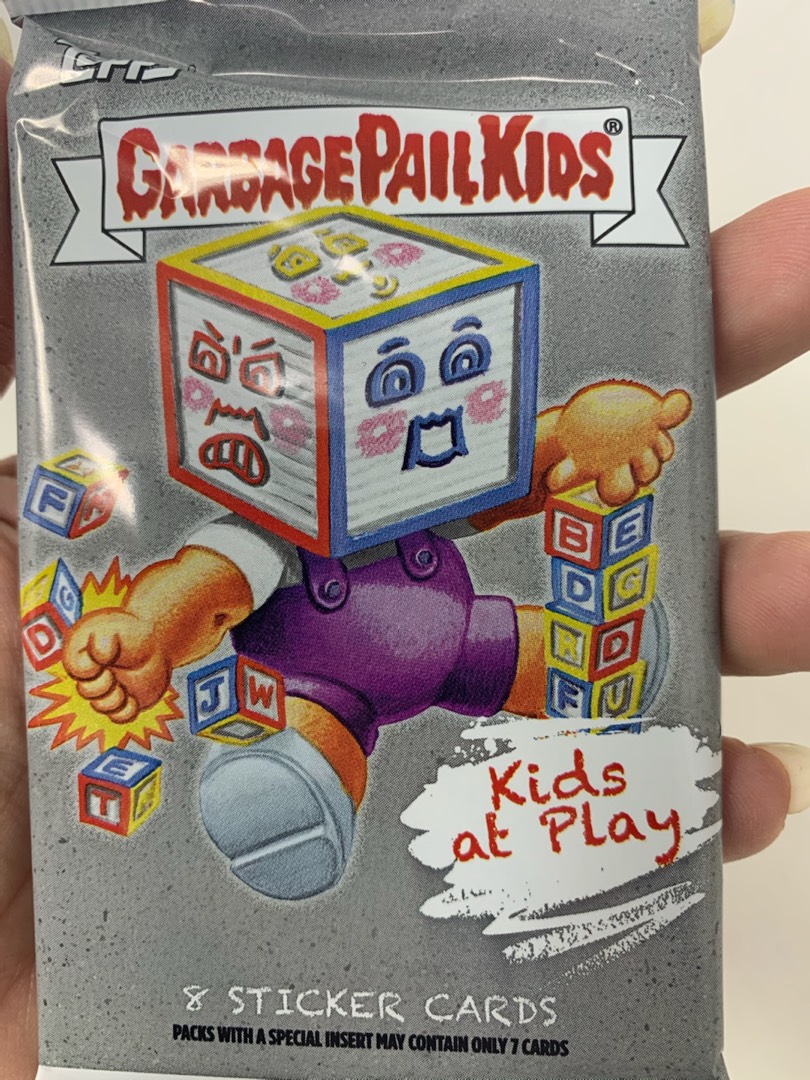 Topps
GARBAGE PAIL KIDS®
F
G
D
B E
D G
R D
J W
F U
E
T
Kids
at Play
8 STICKER CARDS
PACKS WITH A SPECIAL INSERT MAY CONTAIN ONLY 7 CARDS